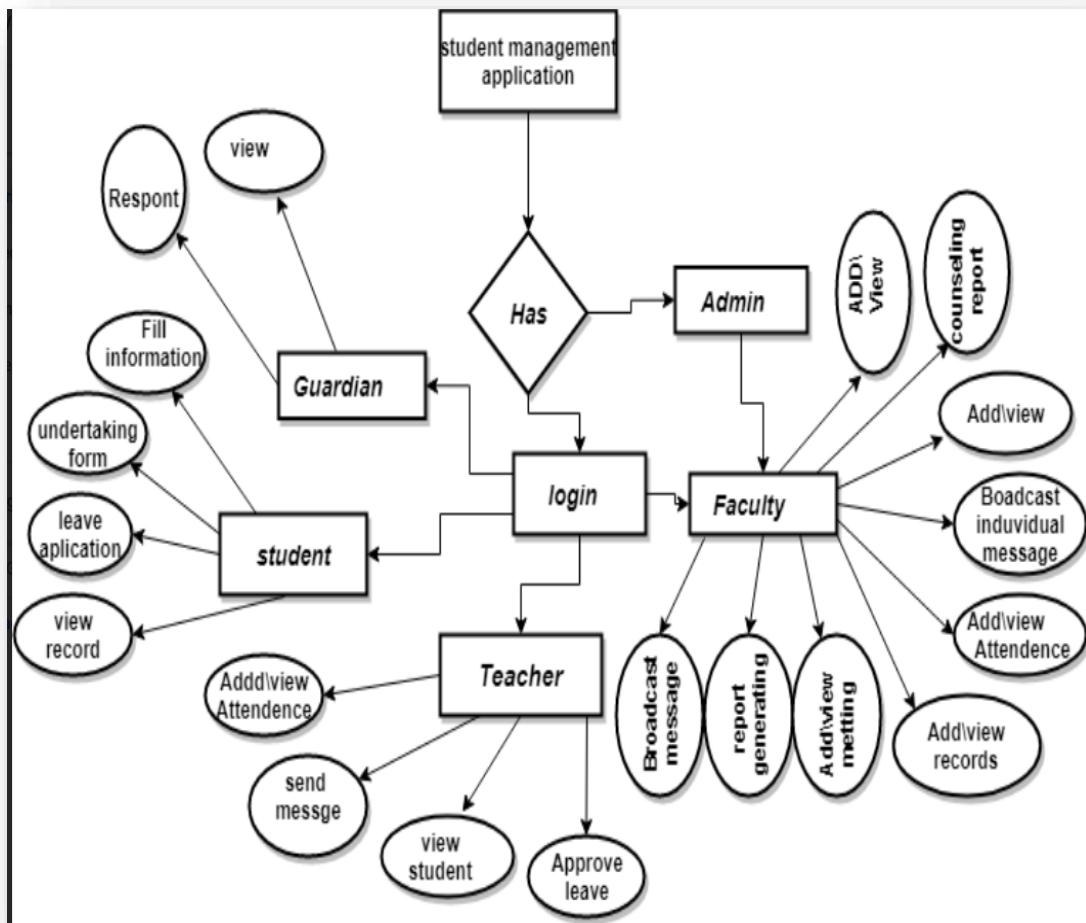 student management
application
view
Respont
Has
Admin
ADD\
View
counseling
report
Fill
information
Guardian
Add\view
undertaking
form
login
Faculty
Boadcast
induvidual
message
leave
aplication
student
view
record
Add\view
Attendence
Teacher
Addd\view
Attendence
Broadcast
message
report
generating
Add\view
metting
Add\view
records
send
messge
view
student
Approve
leave